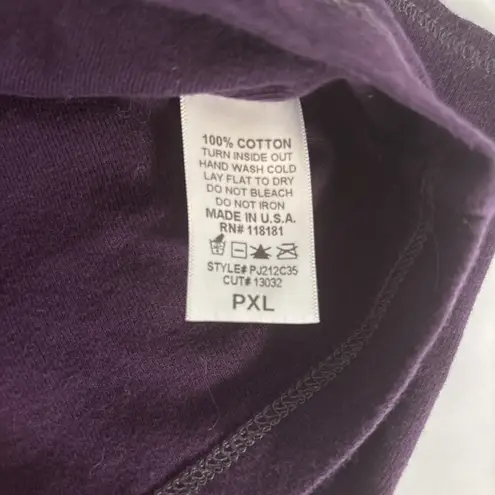 100% COTTON
TURN INSIDE OUT
HAND WASH COLD
LAY FLAT TO DRY
DO NOT BLEACH
DO NOT IRON
MADE IN U.S.A.
RN# 118181
STYLE# PJ212C35
CUT# 13032
PXL